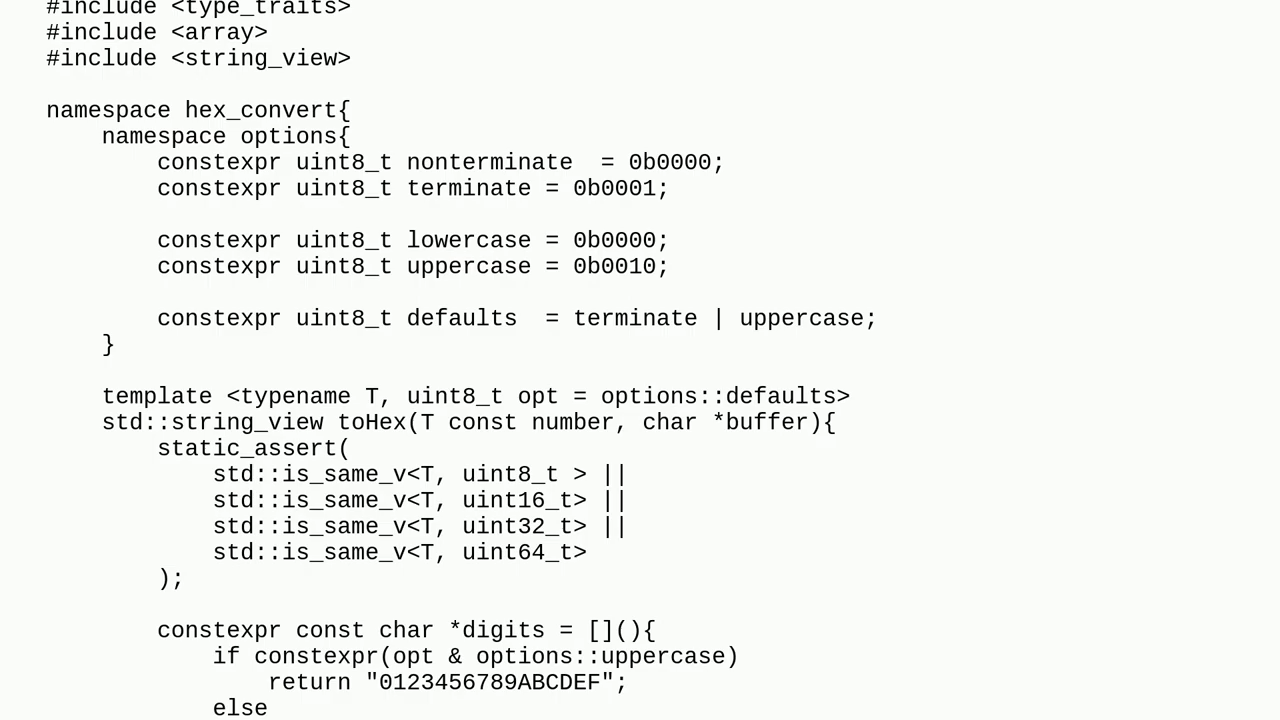 #include <type_traits>
#include <array>
#include <string_view>
namespace hex_convert{
    namespace options{
        constexpr uint8_t nonterminate  = 0b0000;
        constexpr uint8_t terminate = 0b0001;
        constexpr uint8_t lowercase = 0b0000;
        constexpr uint8_t uppercase = 0b0010;
        constexpr uint8_t defaults  = terminate | uppercase;
    }
    template <typename T, uint8_t opt = options::defaults>
    std::string_view toHex(T const number, char *buffer){
        static_assert(
            std::is_same_v<T, uint8_t > ||
            std::is_same_v<T, uint16_t> ||
            std::is_same_v<T, uint32_t> ||
            std::is_same_v<T, uint64_t>
        );
        constexpr const char *digits = [](){
            if constexpr(opt & options::uppercase)
                return "0123456789ABCDEF";
            else